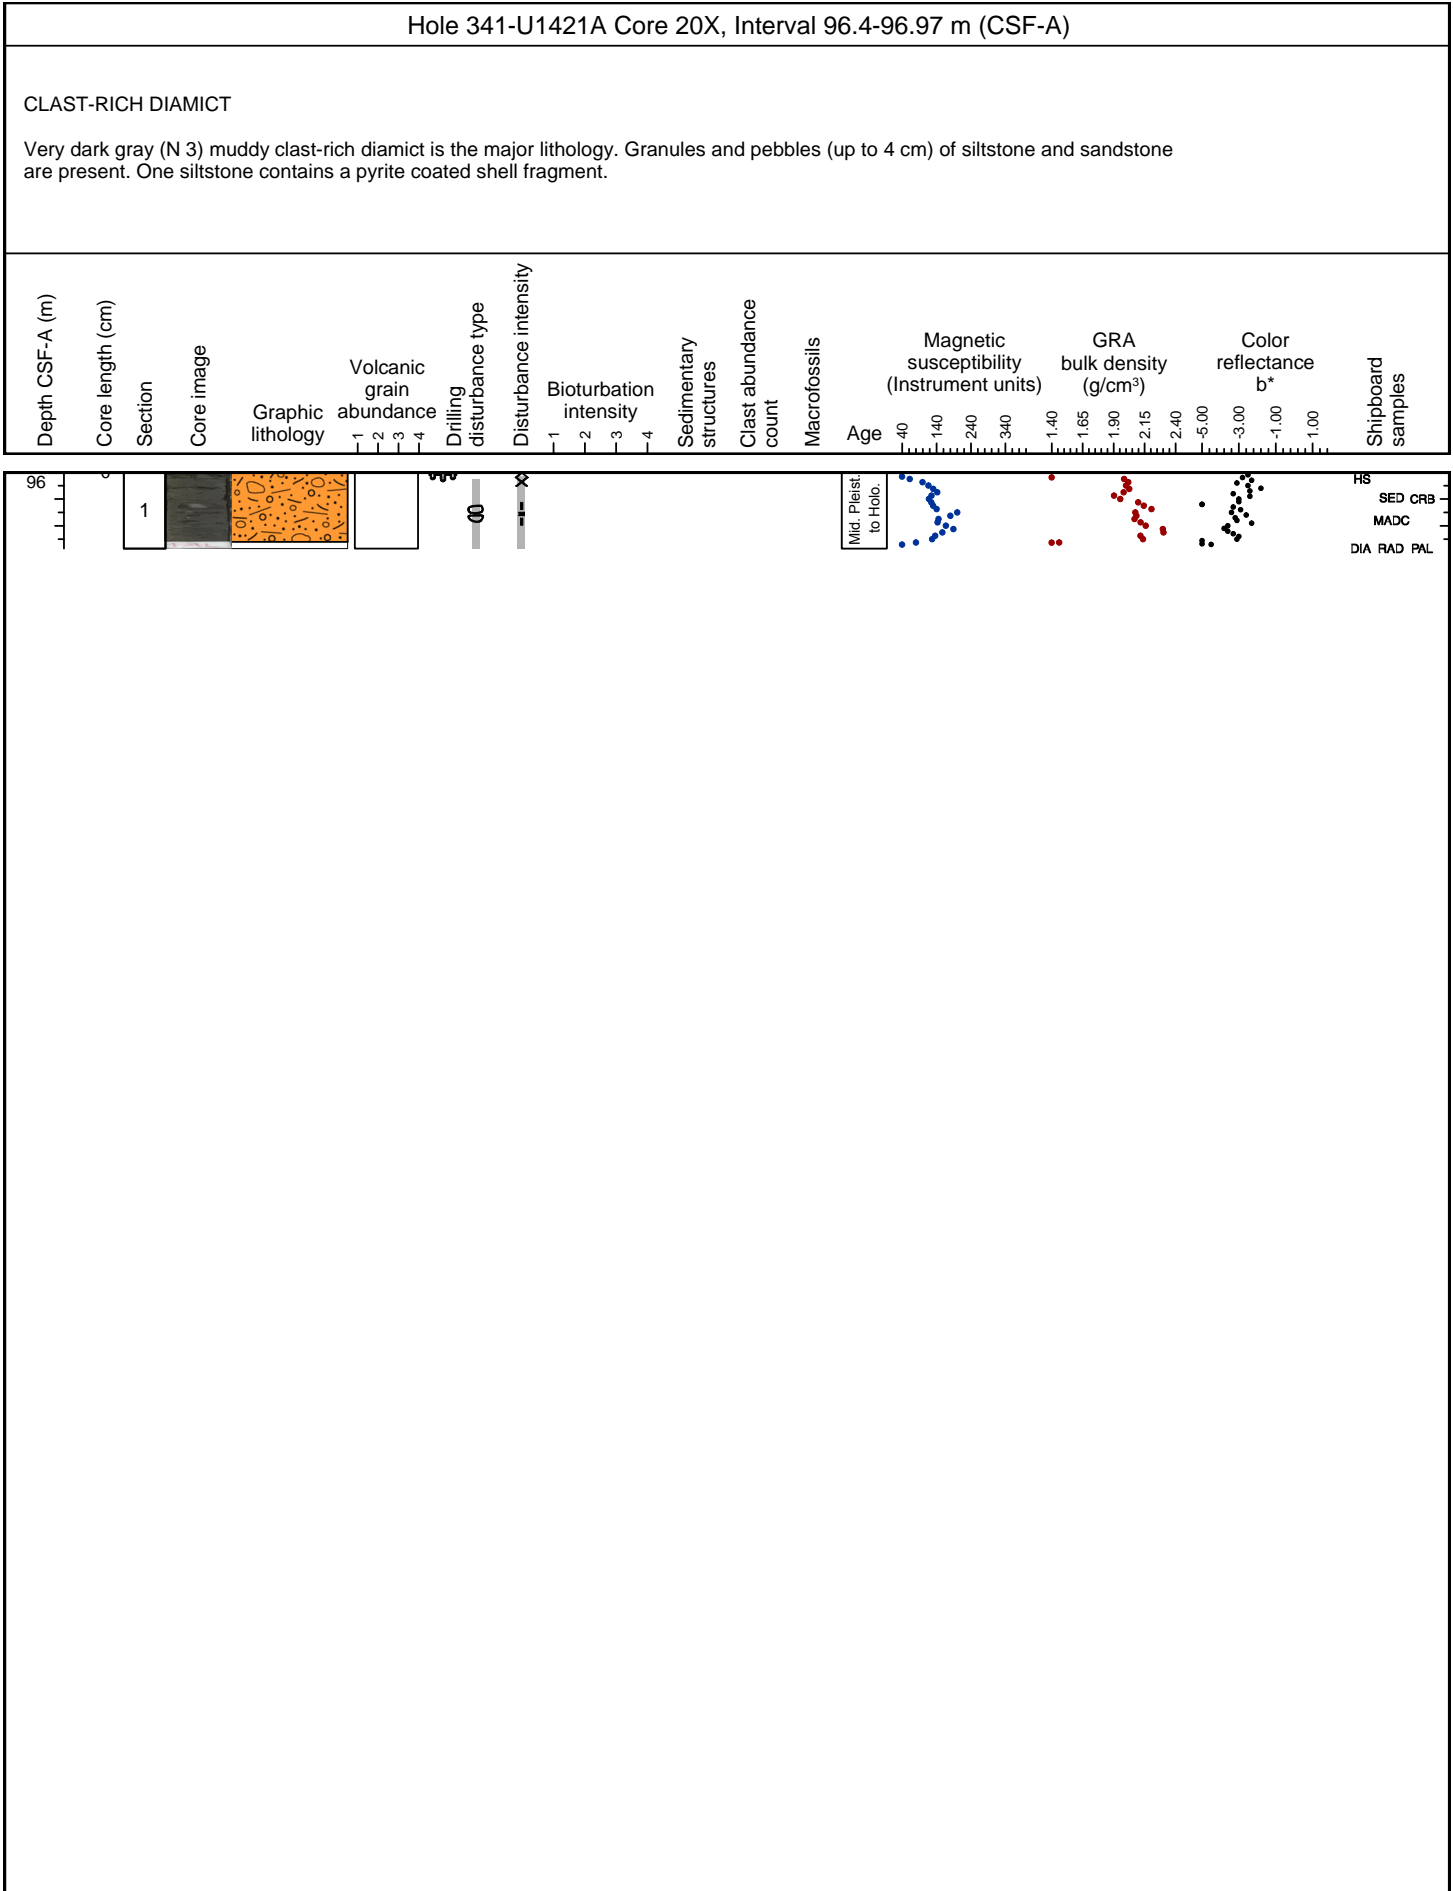 Hole 341-U1421A Core 20X, Interval 96.4-96.97 m (CSF-A)
CLAST-RICH DIAMICT
Very dark gray (N 3) muddy clast-rich diamict is the major lithology. Granules and pebbles (up to 4 cm) of siltstone and sandstone
are present. One siltstone contains a pyrite coated shell fragment.
Depth CSF-A (m)
Core length (cm)
Section
Core image
Graphic
lithology
Volcanic
grain
abundance
1 2 3 4
Drilling
disturbance type
Disturbance intensity
Bioturbation
intensity
1 2 3 4
Sedimentary
structures
Clast abundance
count
Macrofossils
Age
Magnetic
susceptibility
(Instrument units)
40 140 240 340
GRA
bulk density
(g/cm³)
1.40 1.65 1.90 2.15 2.40
Color
reflectance
b*
-5.00 -3.00 -1.00 1.00
Shipboard
samples
96
1
Mid. Pleist.
to Holo.
HS
SED CRB
MADC
DIA RAD PAL